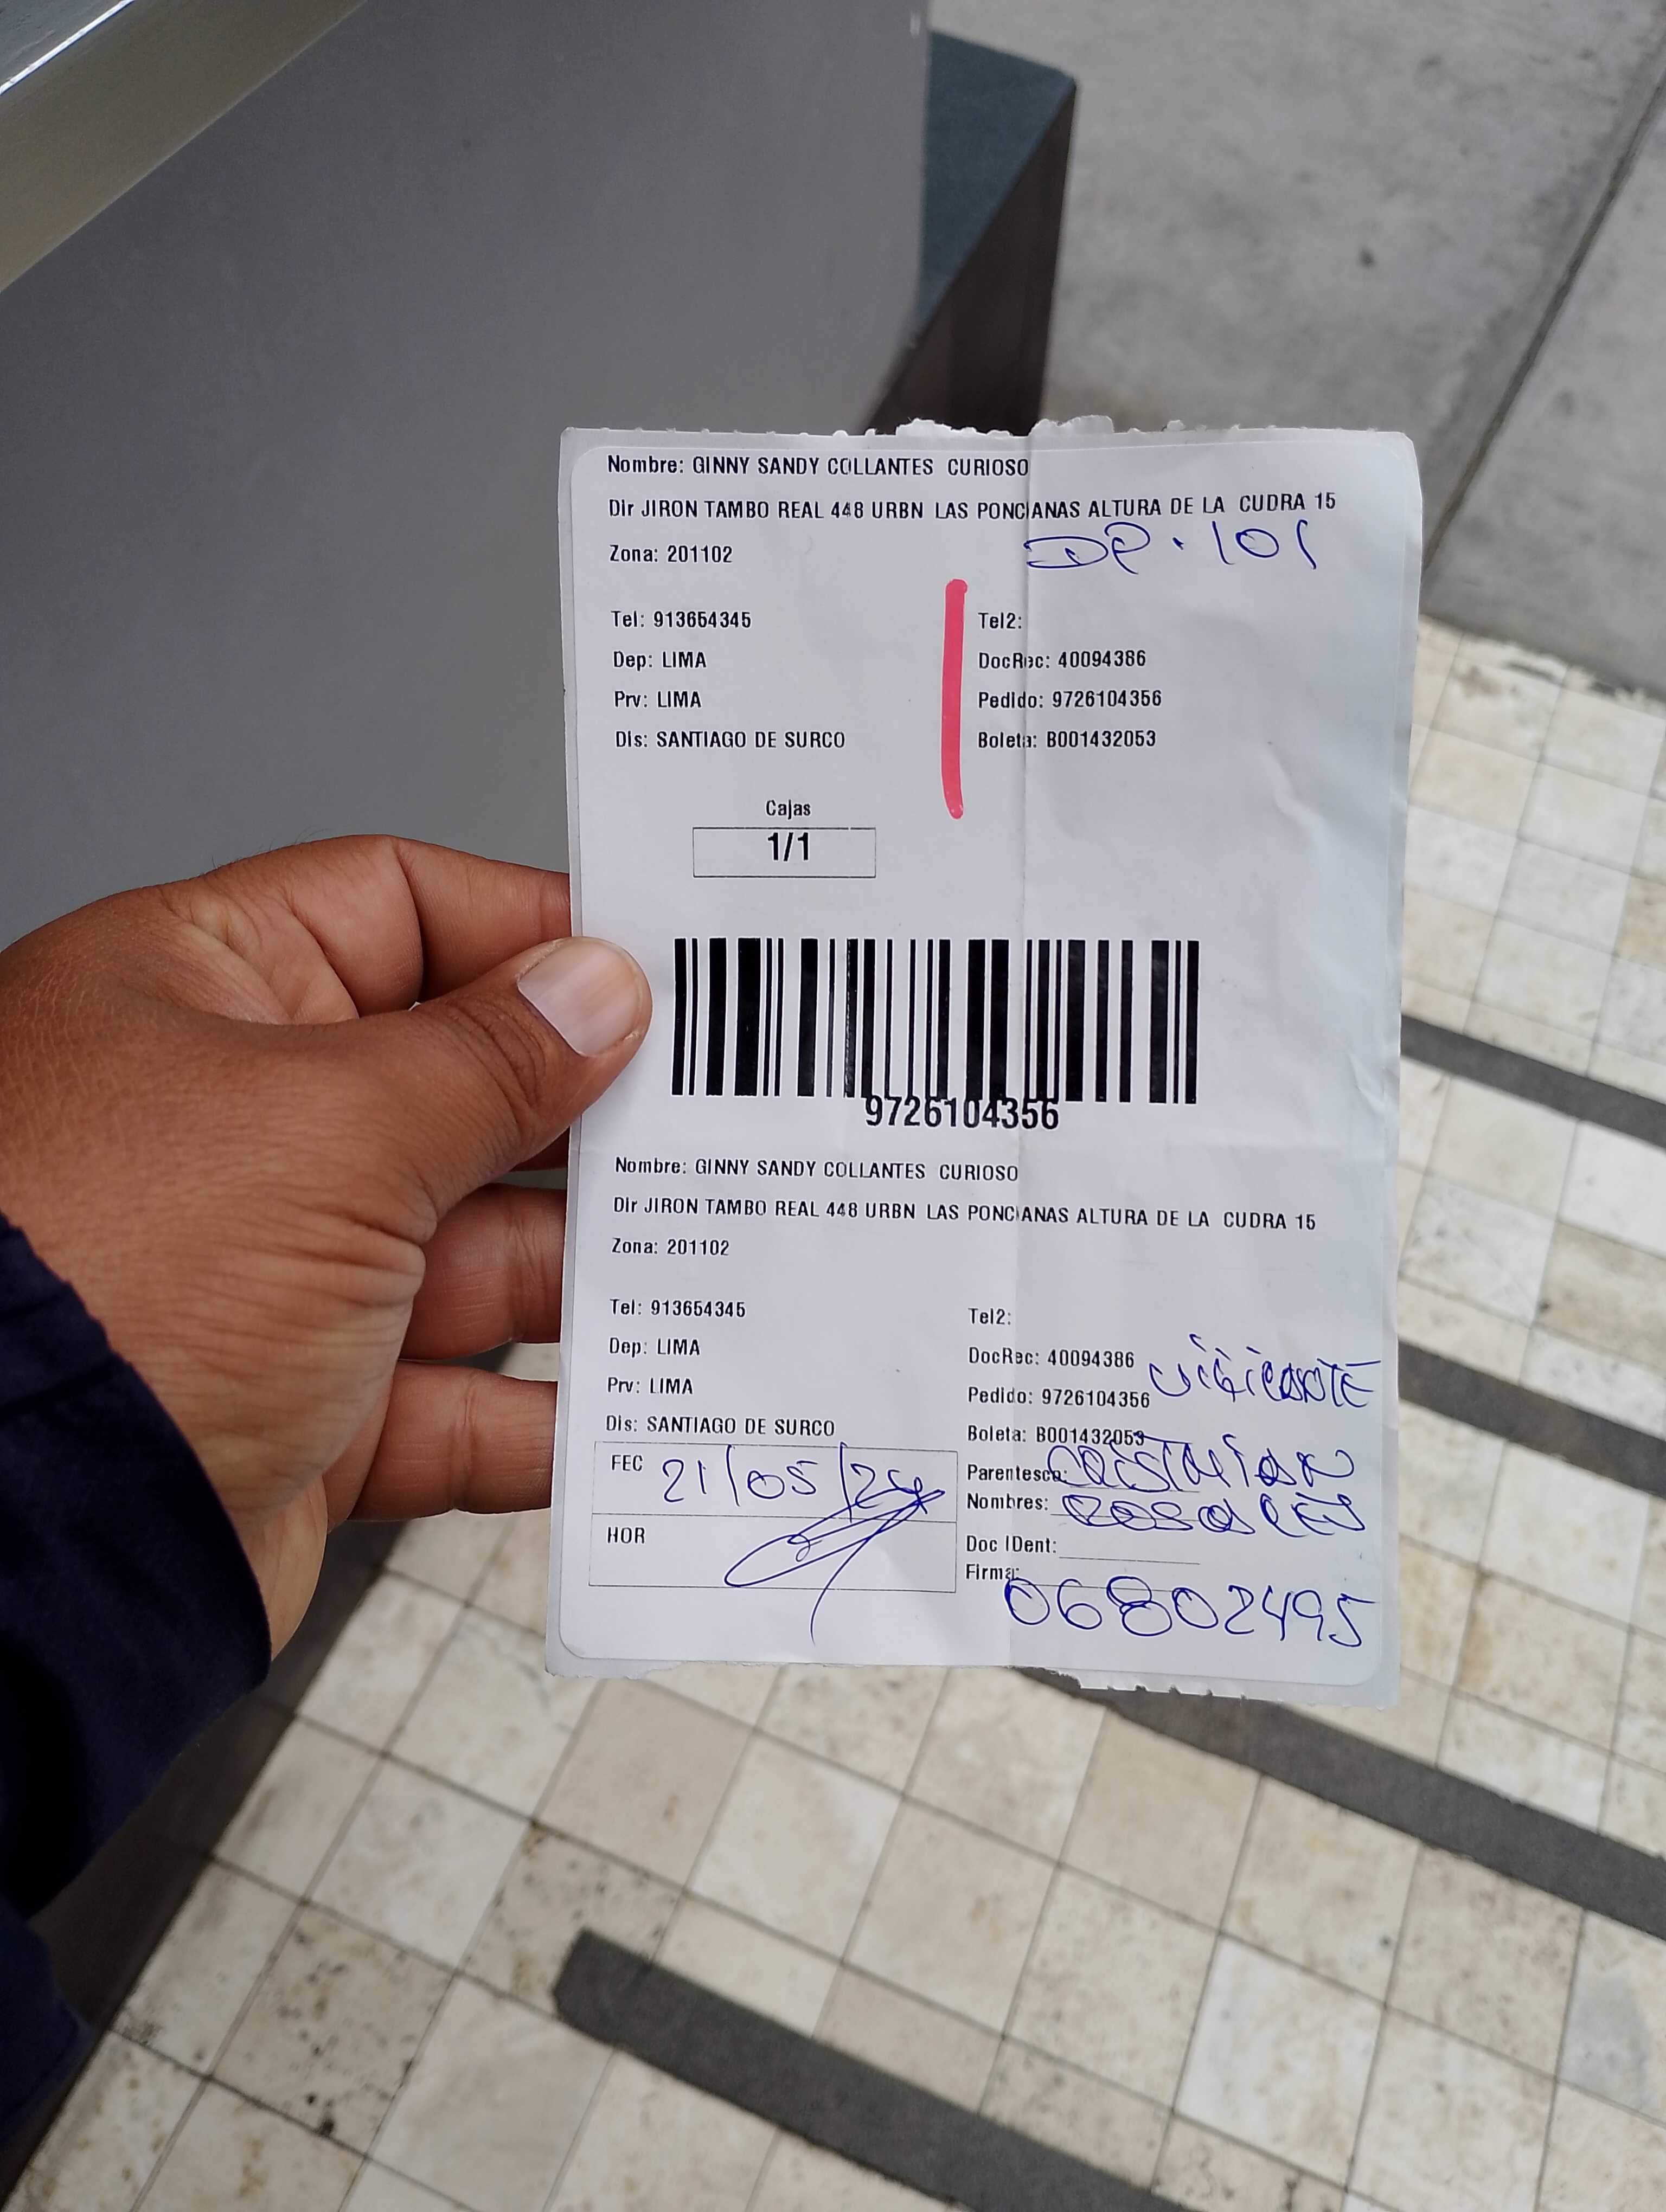 Nombre: GINNY SANDY COLLANTES CURIOSO
Dir JIRON TAMBO REAL 448 URBN LAS PONCIANAS ALTURA DE LA CUDRA 15
DP. 101
Zona: 201102
Tel: 913654345 Tel2:
Dep: LIMA DocRec: 40094386
Prv: LIMA Pedido: 9726104356
Dis: SANTIAGO DE SURCO Boleta: B001432053
Cajas
1/1
9726104356
Nombre: GINNY SANDY COLLANTES CURIOSO
Dir JIRON TAMBO REAL 448 URBN LAS PONCIANAS ALTURA DE LA CUDRA 15
Zona: 201102
Tel: 913654345 Tel2:
Dep: LIMA DocRec: 40094386
Prv: LIMA Pedido: 9726104356
Dis: SANTIAGO DE SURCO Boleta: B001432053
FEC 21/05/24 Parentesco:
Nombres: ROSALES
HOR Doc IDent:
Firma:
06802495